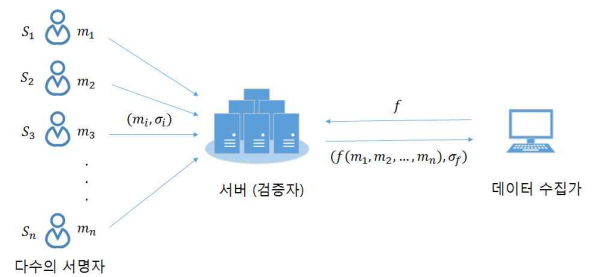 S₁ m₁
S₂ m₂
S₃ m₃
(mᵢ, σᵢ)
.
.
.
Sₙ mₙ
다수의 서명자
서버 (검증자)
f
(f(m₁, m₂, ..., mₙ), σ_f)
데이터 수집가